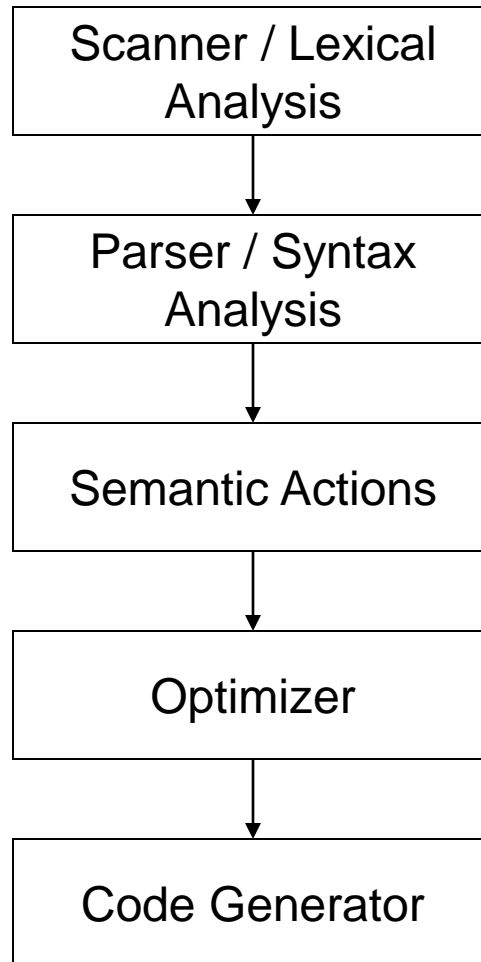 Scanner / Lexical
Analysis
Parser / Syntax
Analysis
Semantic Actions
Optimizer
Code Generator